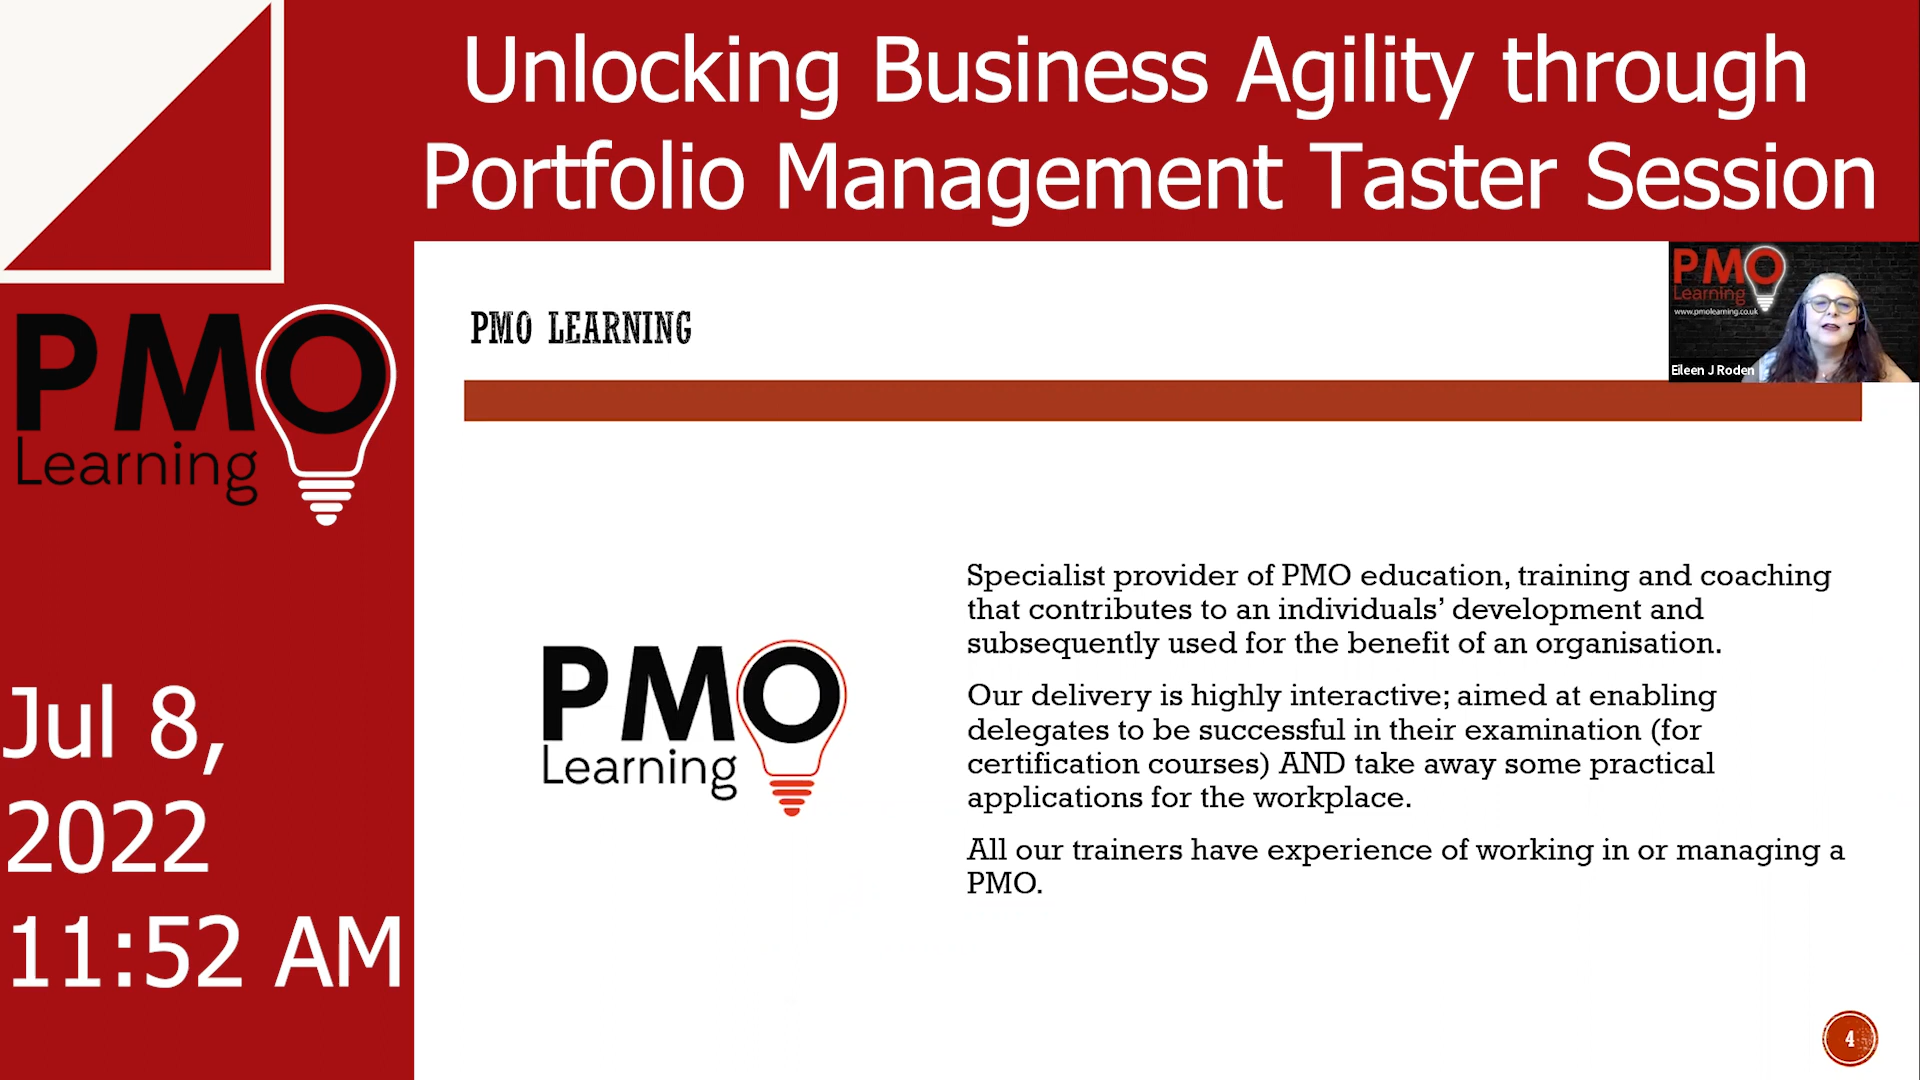 Unlocking Business Agility through
Portfolio Management Taster Session
PMO
Learning
Jul 8,
2022
11:52 AM
PMO LEARNING
PMO
Learning
www.pmolearning.co.uk
Eileen J Roden
PMO
Learning
Specialist provider of PMO education, training and coaching
that contributes to an individuals’ development and
subsequently used for the benefit of an organisation.
Our delivery is highly interactive; aimed at enabling
delegates to be successful in their examination (for
certification courses) AND take away some practical
applications for the workplace.
All our trainers have experience of working in or managing a
PMO.
4